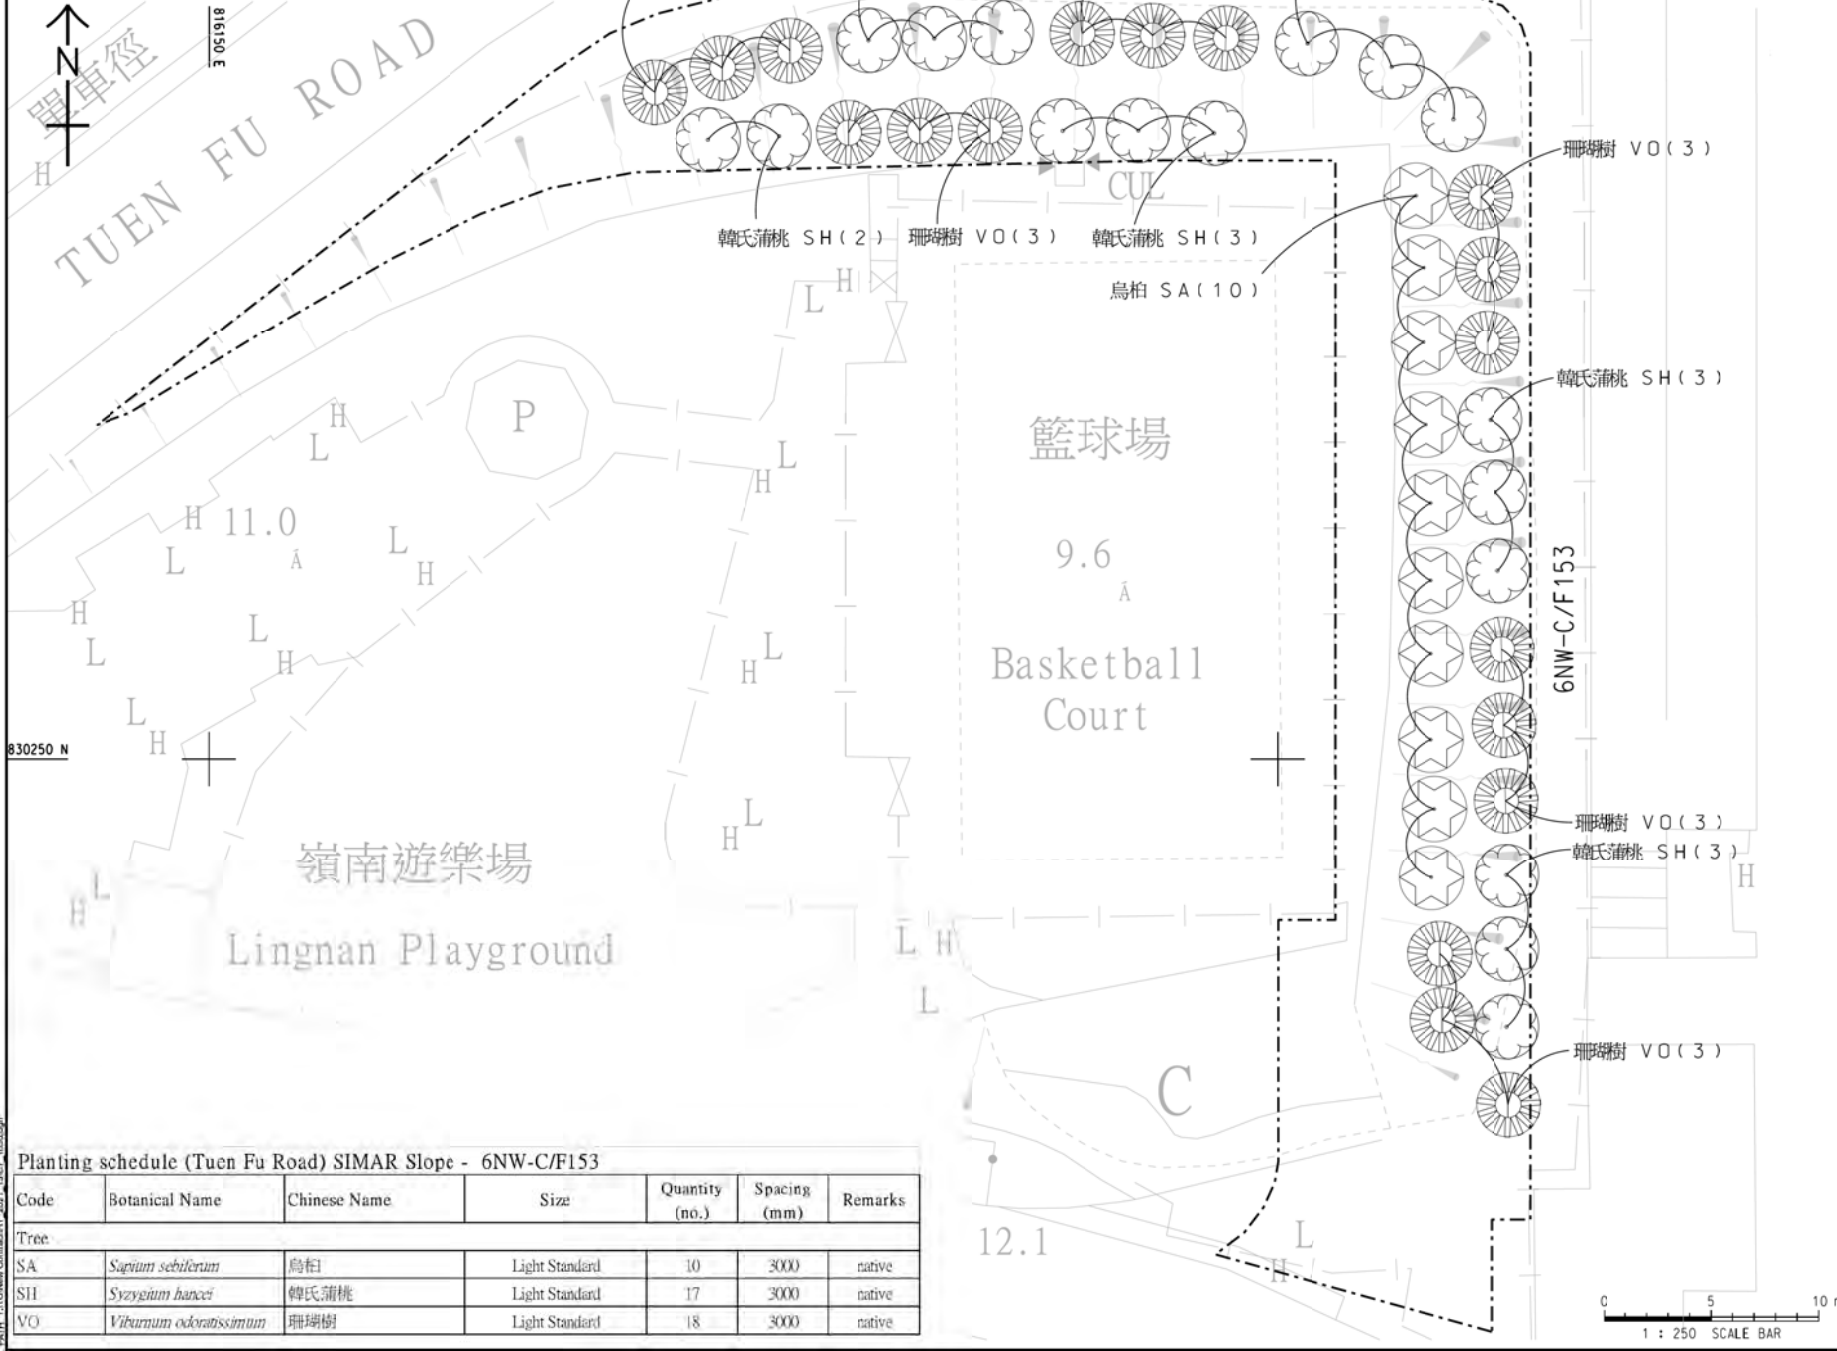 816150 E
N
單車徑
TUEN FU ROAD
H
珊瑚樹 VO(3)
CUL
韓氏蒲桃 SH(2)
珊瑚樹 VO(3)
韓氏蒲桃 SH(3)
烏桕 SA(10)
H
L
韓氏蒲桃 SH(3)
P
H
L
籃球場
L
H
H 11.0
L
L
H
9.6
6NW-C/F153
H
L
L
H
L
H
Basketball
Court
L
H
830250 N
L
H
珊瑚樹 VO(3)
韓氏蒲桃 SH(3)
H
嶺南遊樂場
L
H
Lingnan Playground
L H
L
珊瑚樹 VO(3)
C
12.1
L
H
Planting schedule (Tuen Fu Road) SIMAR Slope - 6NW-C/F153
Code Botanical Name Chinese Name Size Quantity (no.) Spacing (mm) Remarks
Tree
SA Sapium sebiferum 烏桕 Light Standard 10 3000 native
SH Syzygium hancei 韓氏蒲桃 Light Standard 17 3000 native
VO Viburnum odoratissimum 珊瑚樹 Light Standard 18 3000 native
0 5 10
1 : 250 SCALE BAR